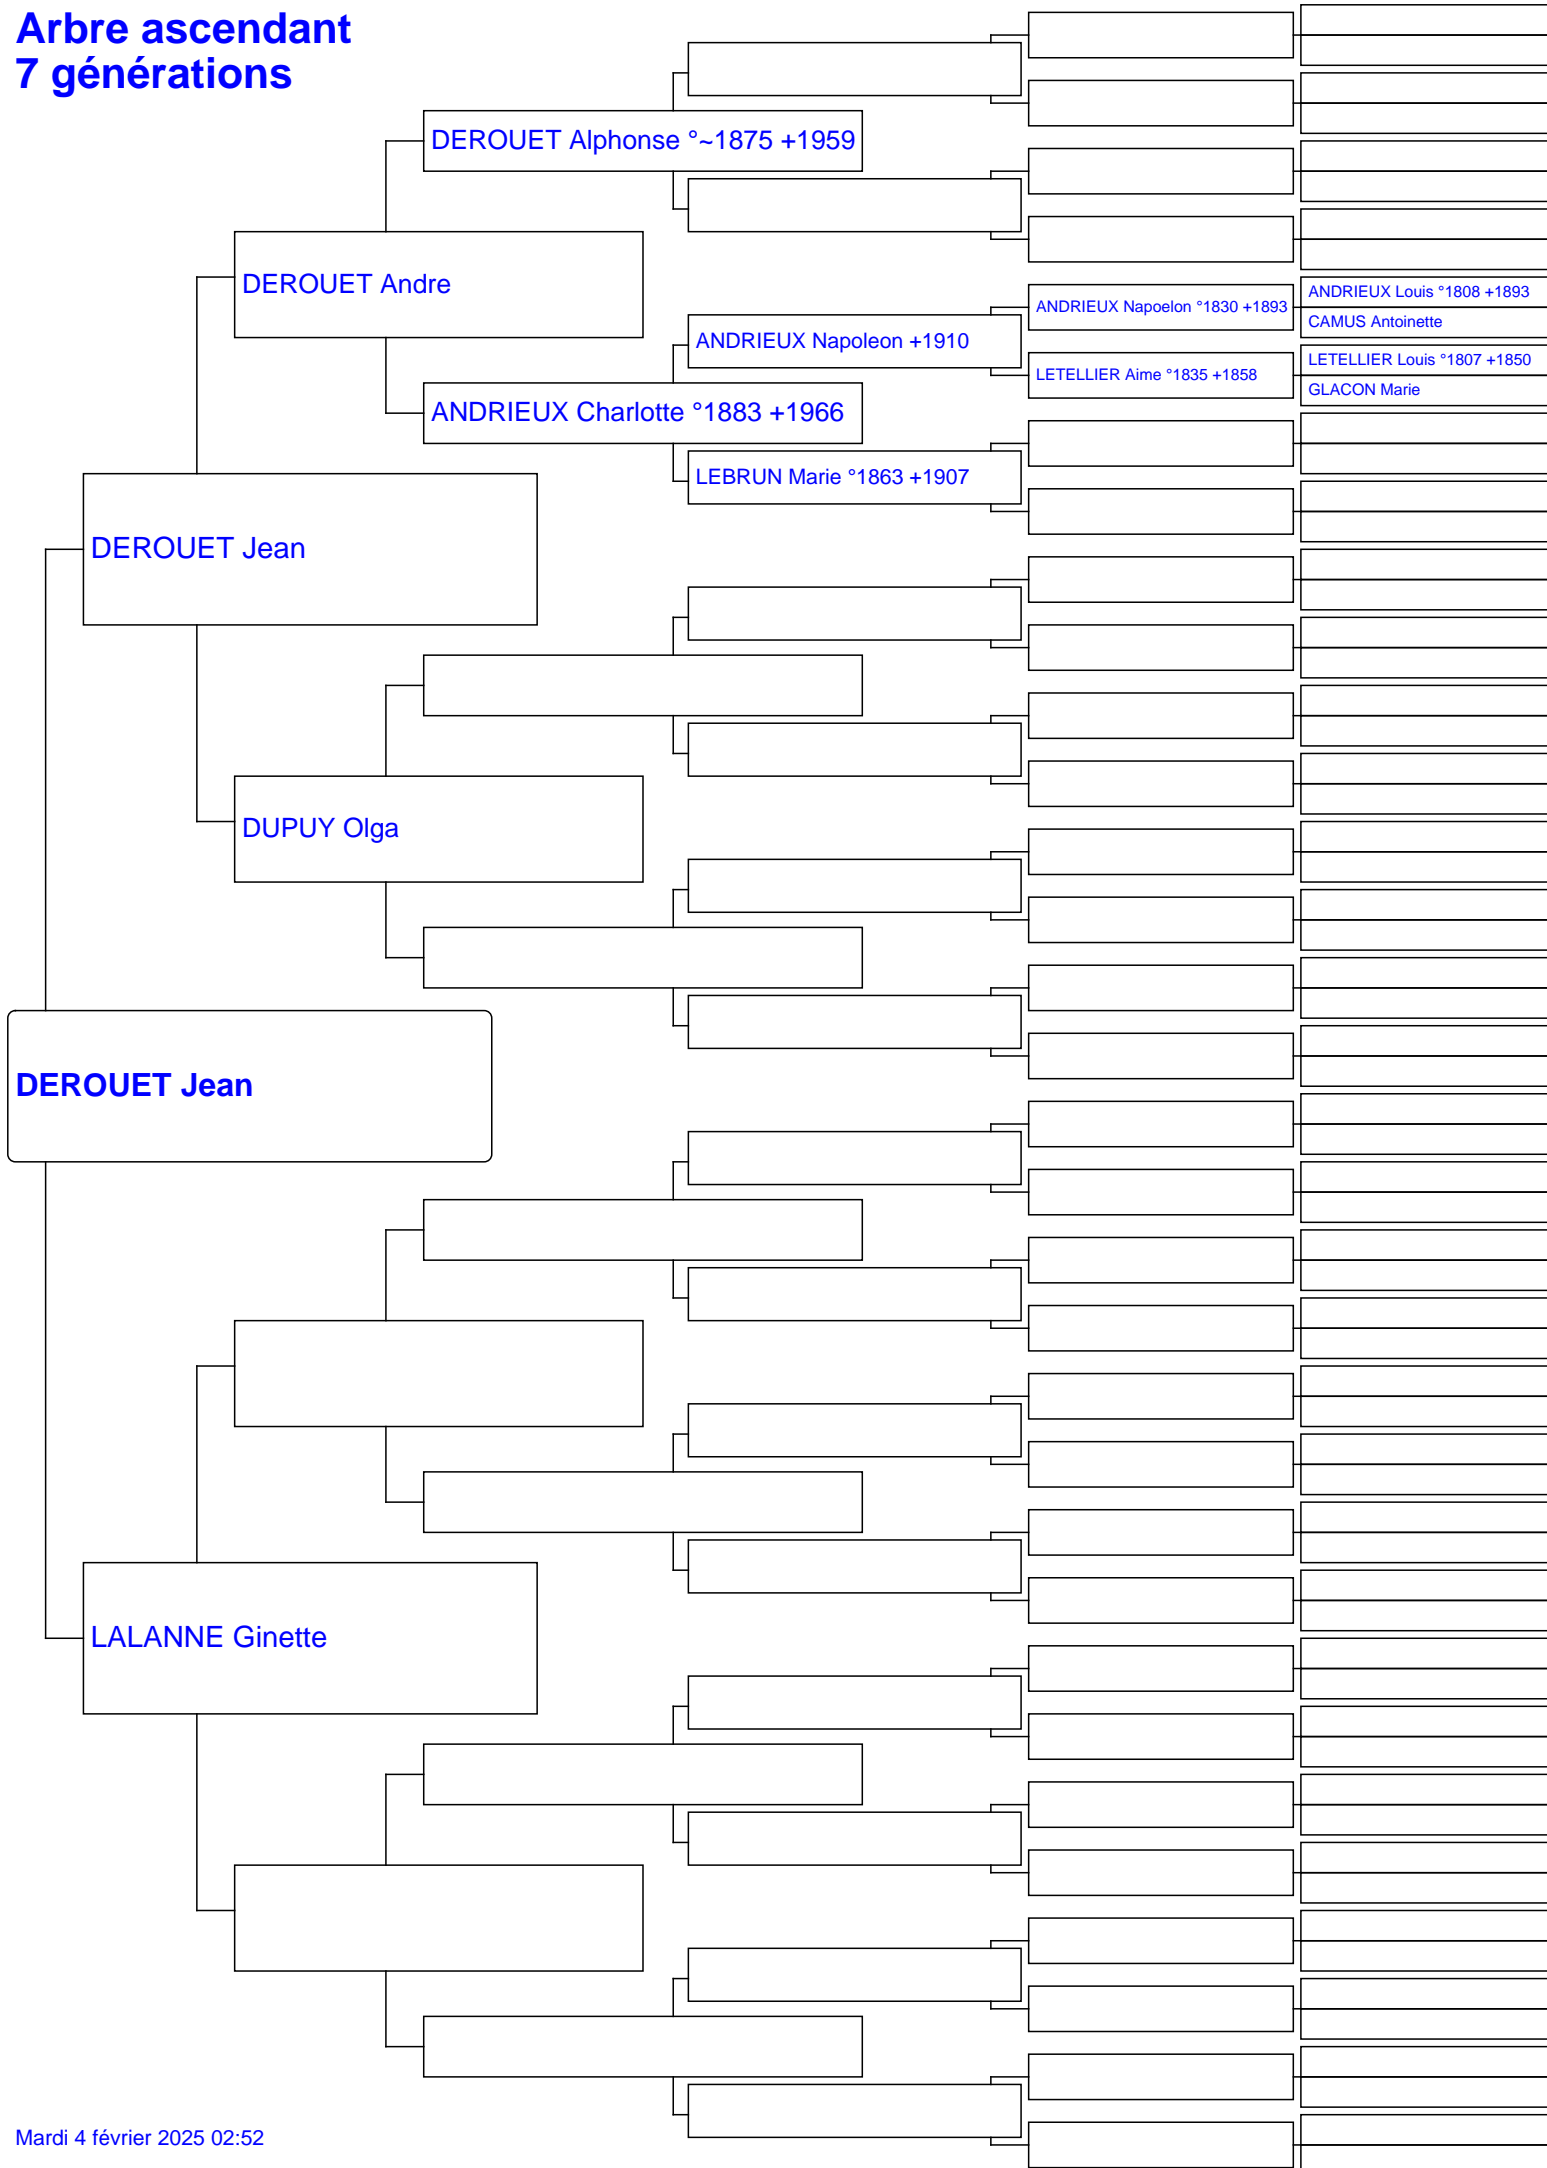 Arbre ascendant
7 générations
DEROUET Alphonse °~1875 +1959
DEROUET Andre
ANDRIEUX Napoelon °1830 +1893
ANDRIEUX Louis °1808 +1893
CAMUS Antoinette
ANDRIEUX Napoleon +1910
LETELLIER Aime °1835 +1858
LETELLIER Louis °1807 +1850
GLACON Marie
ANDRIEUX Charlotte °1883 +1966
LEBRUN Marie °1863 +1907
DEROUET Jean
DUPUY Olga
DEROUET Jean
LALANNE Ginette
Mardi 4 février 2025 02:52